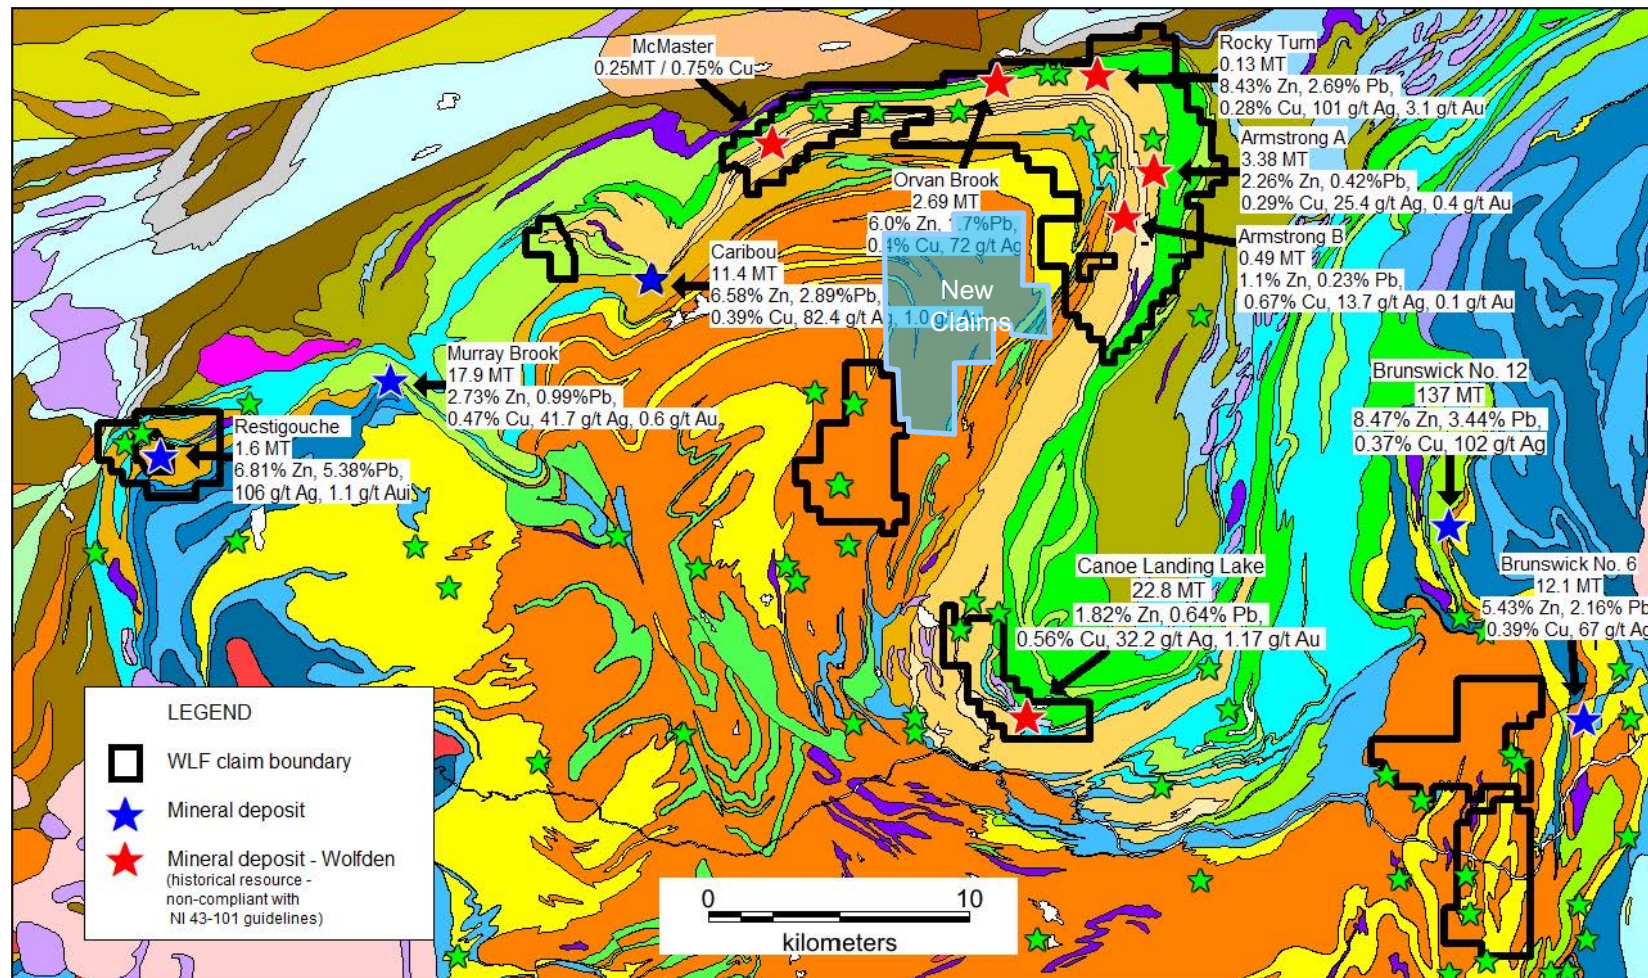 McMaster
0.25MT / 0.75% Cu
Rocky Turn
0.13 MT
8.43% Zn, 2.69% Pb,
0.28% Cu, 101 g/t Ag, 3.1 g/t Au
Armstrong A
3.38 MT
2.26% Zn, 0.42%Pb,
0.29% Cu, 25.4 g/t Ag, 0.4 g/t Au
Orvan Brook
2.69 MT
6.0% Zn, .7%Pb,
0.4% Cu, 72 g/t Ag
Armstrong B
0.49 MT
1.1% Zn, 0.23% Pb,
0.67% Cu, 13.7 g/t Ag, 0.1 g/t Au
Caribou
11.4 MT
6.58% Zn, 2.89%Pb,
0.39% Cu, 82.4 g/t Ag, 1.0 g/t
New
Claims
Murray Brook
17.9 MT
2.73% Zn, 0.99%Pb,
0.47% Cu, 41.7 g/t Ag, 0.6 g/t Au
Brunswick No. 12
137 MT
8.47% Zn, 3.44% Pb,
0.37% Cu, 102 g/t Ag
Restigouche
1.6 MT
6.81% Zn, 5.38%Pb,
106 g/t Ag, 1.1 g/t Aui
Canoe Landing Lake
22.8 MT
1.82% Zn, 0.64% Pb,
0.56% Cu, 32.2 g/t Ag, 1.17 g/t Au
Brunswick No. 6
12.1 MT
5.43% Zn, 2.16% Pb
0.39% Cu, 67 g/t Ag
LEGEND
WLF claim boundary
Mineral deposit
Mineral deposit - Wolfden
(historical resource -
non-compliant with
NI 43-101 guidelines)
0 10
kilometers